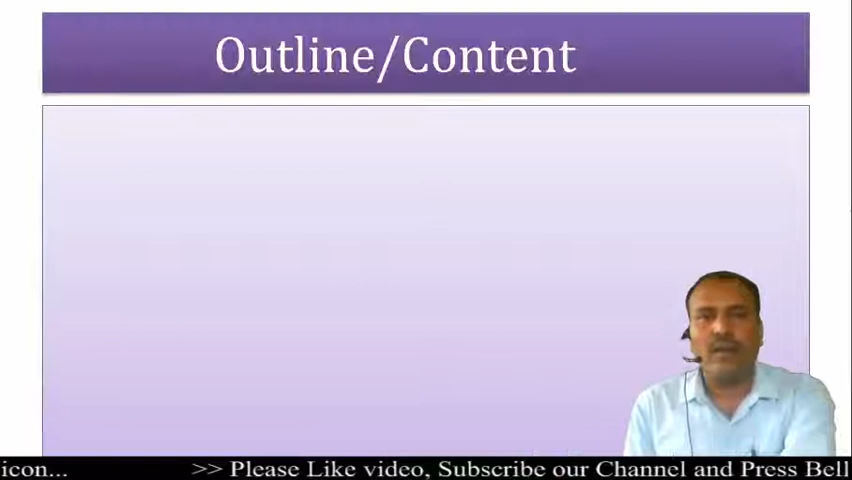 Outline/Content
icon... >> Please Like video, Subscribe our Channel and Press Bell